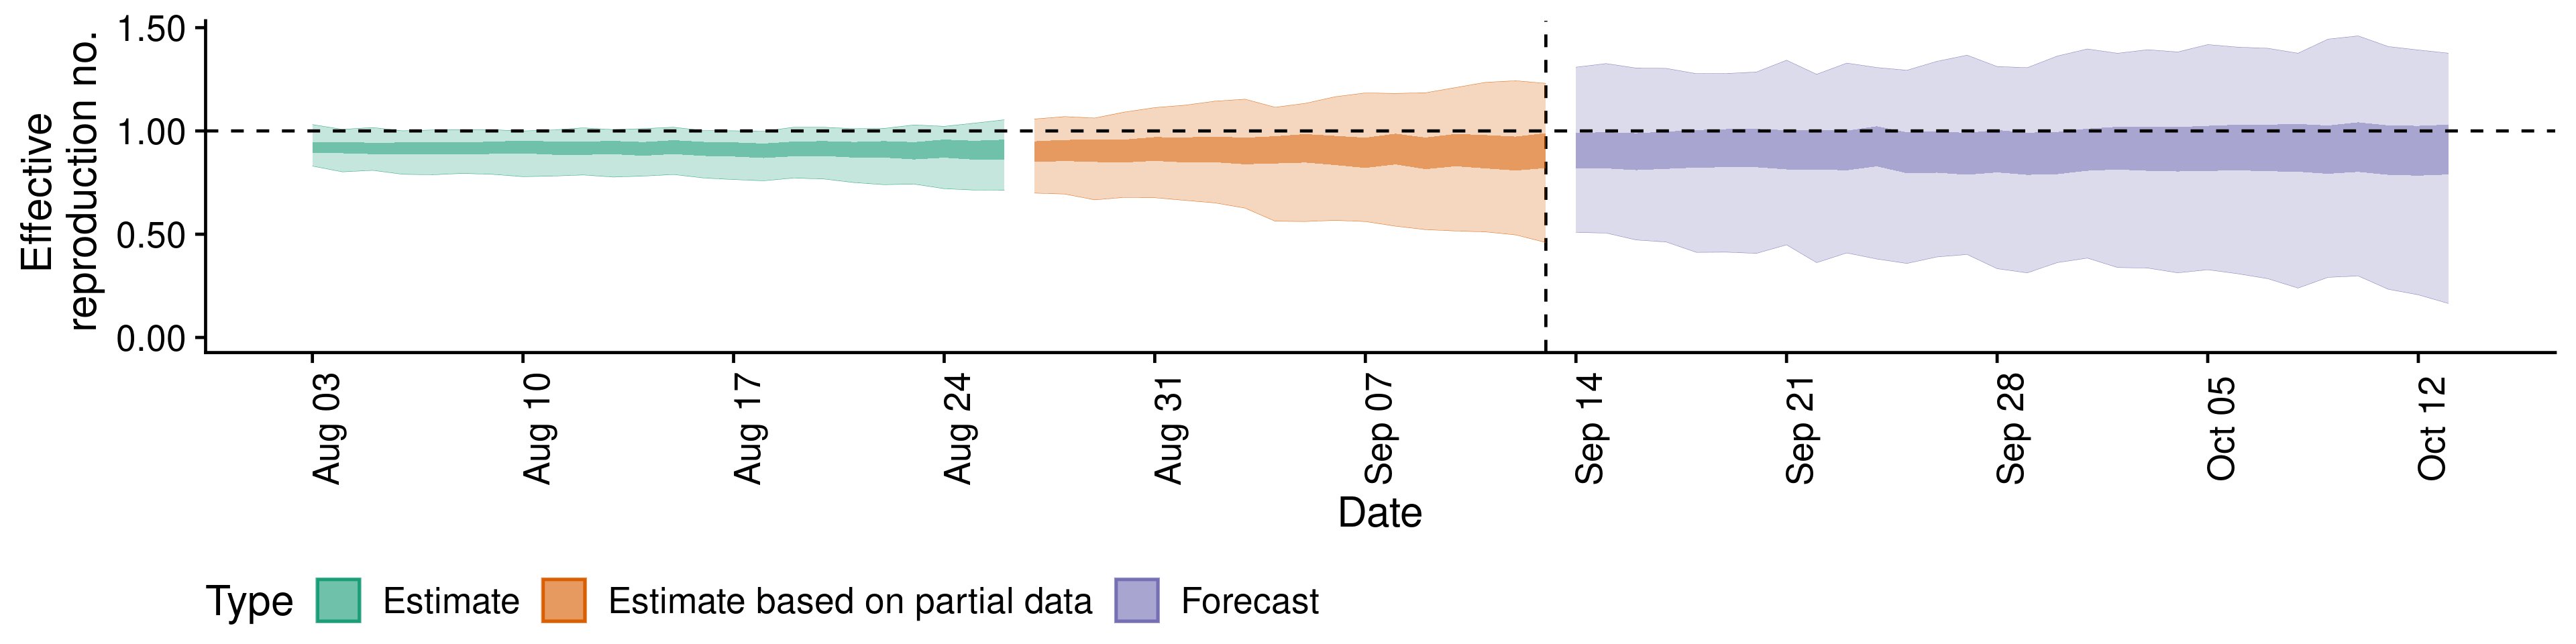 Effective
reproduction no.
1.50
1.00
0.50
0.00
Aug 03
Aug 10
Aug 17
Aug 24
Aug 31
Sep 07
Sep 14
Sep 21
Sep 28
Oct 05
Oct 12
Date
Type Estimate Estimate based on partial data Forecast